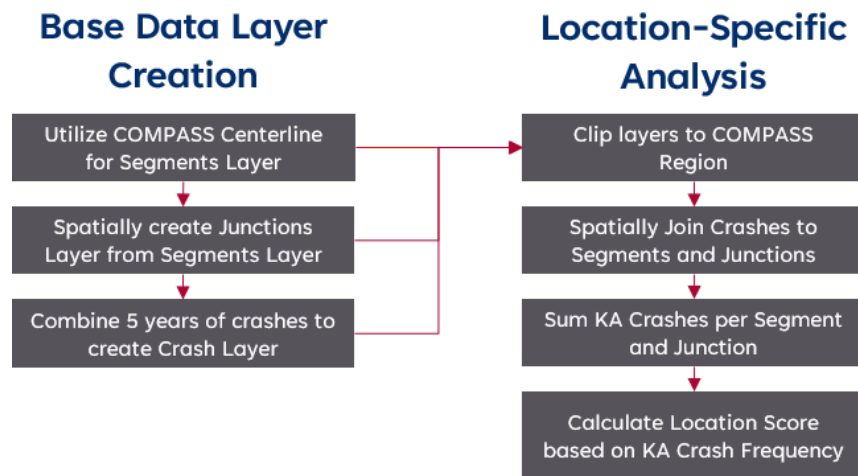 Base Data Layer
Creation
Utilize COMPASS Centerline
for Segments Layer
Spatially create Junctions
Layer from Segments Layer
Combine 5 years of crashes to
create Crash Layer
Location-Specific
Analysis
Clip layers to COMPASS
Region
Spatially Join Crashes to
Segments and Junctions
Sum KA Crashes per Segment
and Junction
Calculate Location Score
based on KA Crash Frequency